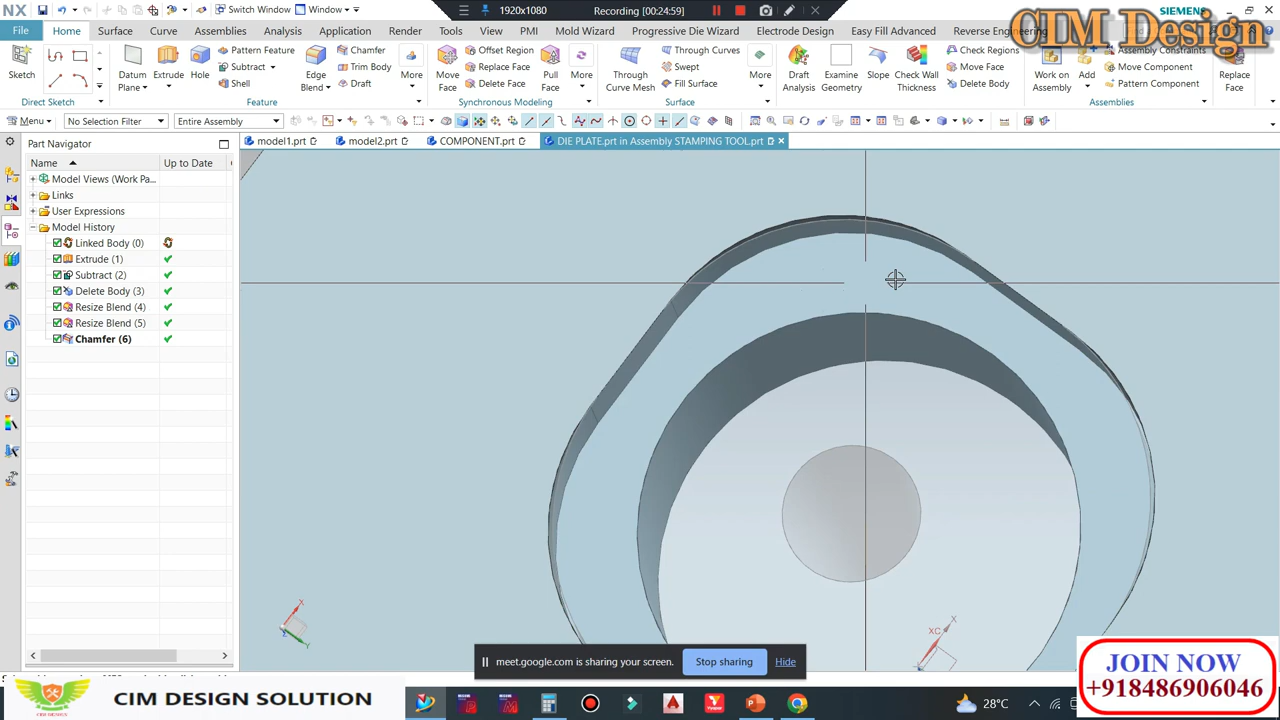 NX
Switch Window
Window
1920x1080
Recording [00:24:59]
SIEMENS
CIM Design
File
Home
Surface
Curve
Assemblies
Analysis
Application
Render
Tools
View
PMI
Mold Wizard
Progressive Die Wizard
Electrode Design
Easy Fill Advanced
Reverse Engineering
Sketch
Datum Plane
Extrude
Hole
Pattern Feature
Subtract
Shell
Edge Blend
Chamfer
Trim Body
Draft
More
Move Face
Offset Region
Replace Face
Delete Face
Pull Face
More
Through Curve Mesh
Through Curves
Swept
Fill Surface
More
Draft Analysis
Examine Geometry
Slope
Check Wall Thickness
Check Regions
Move Face
Delete Body
Work on Assembly
Add
Assembly Constraints
Move Component
Pattern Component
Replace Face
Direct Sketch
Feature
Synchronous Modeling
Surface
Assemblies
Menu
No Selection Filter
Entire Assembly
Part Navigator
model1.prt
model2.prt
COMPONENT.prt
DIE PLATE.prt in Assembly STAMPING TOOL.prt
Name
Up to Date
Model Views (Work Pa...
Links
User Expressions
Model History
Linked Body (0)
Extrude (1)
Subtract (2)
Delete Body (3)
Resize Blend (4)
Resize Blend (5)
Chamfer (6)
X
Y
Z
XC
X
meet.google.com is sharing your screen.
Stop sharing
Hide
JOIN NOW
+918486906046
CIM DESIGN SOLUTION
28°C